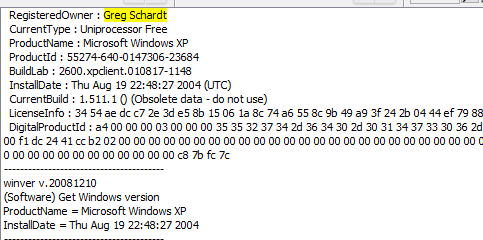 RegisteredOwner : Greg Schardt
CurrentType : Uniprocessor Free
ProductName : Microsoft Windows XP
ProductId : 55274-640-0147306-23684
BuildLab : 2600.xpclient.010817-1148
InstallDate : Thu Aug 19 22:48:27 2004 (UTC)
CurrentBuild : 1.511.1 () (Obsolete data - do not use)
LicenseInfo : 34 54 ae dc c7 2e 3d e5 8b 15 06 1a 8c 74 a6 55 8c 9b 49 a9 3f 24 2b 04 44 ef 79 88
DigitalProductId : a4 00 00 00 03 00 00 00 35 35 32 37 34 2d 36 34 30 2d 30 31 34 37 33 30 36 2d
00 f1 dc 24 41 cc b2 02 00 00 00 00 00 00 00 00 00 00 00 00 00 00 00 00 00 00 00 00 00
0 00 00 00 00 00 00 00 00 00 00 00 c8 7b fc 7c
----------------------------------------
winver v.20081210
(Software) Get Windows version
ProductName = Microsoft Windows XP
InstallDate = Thu Aug 19 22:48:27 2004
----------------------------------------